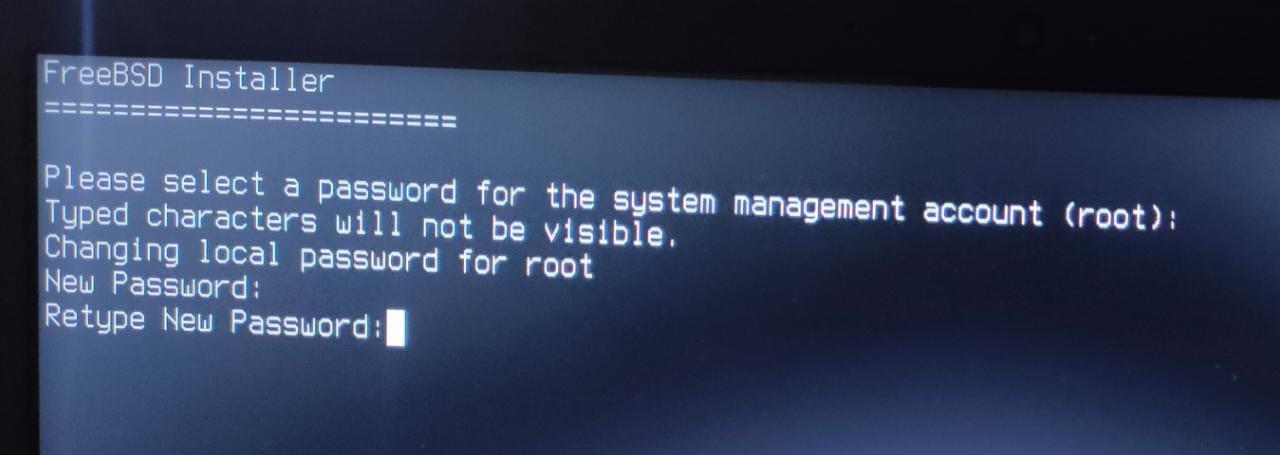 FreeBSD Installer
========================
Please select a password for the system management account (root):
Typed characters will not be visible.
Changing local password for root
New Password:
Retype New Password: